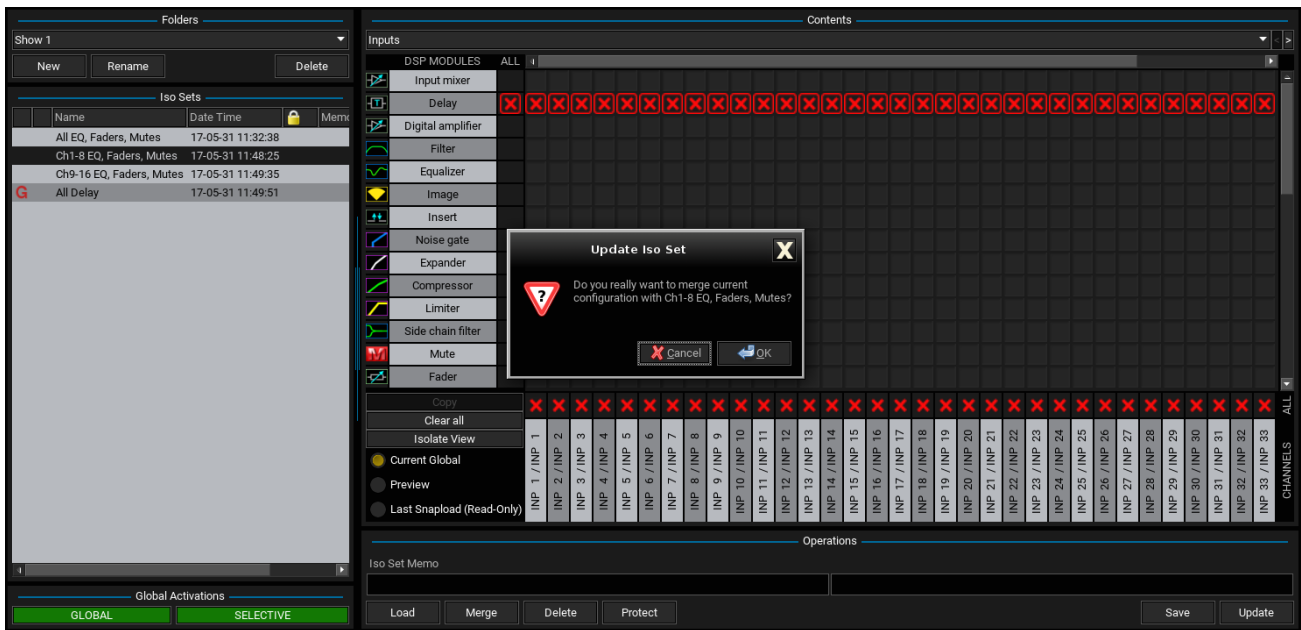 Folders
Show 1
New Rename Delete
Iso Sets
Name Date Time Memo
All EQ, Faders, Mutes 17-05-31 11:32:38
Ch1-8 EQ, Faders, Mutes 17-05-31 11:48:25
Ch9-16 EQ, Faders, Mutes 17-05-31 11:49:35
G All Delay 17-05-31 11:49:51
Global Activations
GLOBAL SELECTIVE
Contents
Inputs
DSP MODULES ALL
Input mixer
Delay
Digital amplifier
Filter
Equalizer
Image
Insert
Noise gate
Expander
Compressor
Limiter
Side chain filter
Mute
Fader
Update Iso Set
X
Do you really want to merge current
configuration with Ch1-8 EQ, Faders, Mutes?
Cancel OK
Copy
Clear all
Isolate View
Current Global
Preview
Last Snapload (Read-Only)
INP 1 / INP 1
INP 2 / INP 2
INP 3 / INP 3
INP 4 / INP 4
INP 5 / INP 5
INP 6 / INP 6
INP 7 / INP 7
INP 8 / INP 8
INP 9 / INP 9
INP 10 / INP 10
INP 11 / INP 11
INP 12 / INP 12
INP 13 / INP 13
INP 14 / INP 14
INP 15 / INP 15
INP 16 / INP 16
INP 17 / INP 17
INP 18 / INP 18
INP 19 / INP 19
INP 20 / INP 20
INP 21 / INP 21
INP 22 / INP 22
INP 23 / INP 23
INP 24 / INP 24
INP 25 / INP 25
INP 26 / INP 26
INP 27 / INP 27
INP 28 / INP 28
INP 29 / INP 29
INP 30 / INP 30
INP 31 / INP 31
INP 32 / INP 32
INP 33 / INP 33
CHANNELS ALL
Operations
Iso Set Memo
Load Merge Delete Protect Save Update